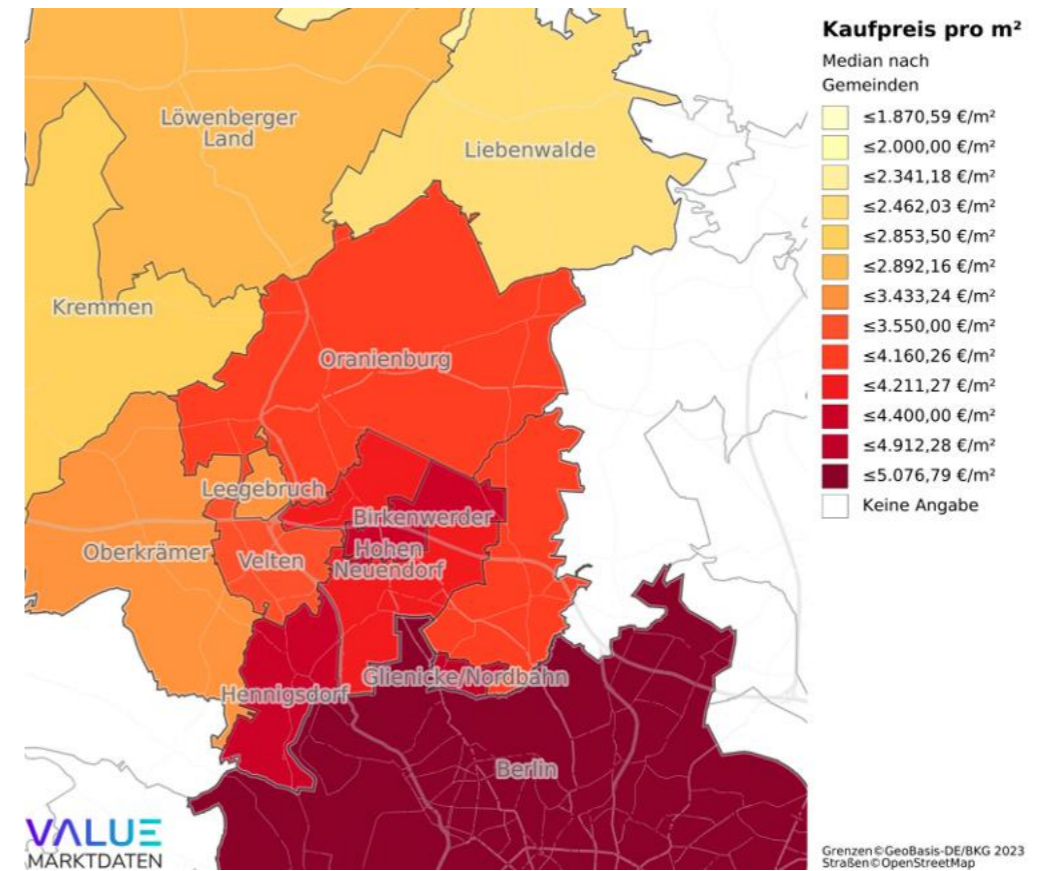 Kaufpreis pro m²
Median nach
Gemeinden
≤1.870,59 €/m²
≤2.000,00 €/m²
≤2.341,18 €/m²
≤2.462,03 €/m²
≤2.853,50 €/m²
≤2.892,16 €/m²
≤3.433,24 €/m²
≤3.550,00 €/m²
≤4.160,26 €/m²
≤4.211,27 €/m²
≤4.400,00 €/m²
≤4.912,28 €/m²
≤5.076,79 €/m²
Keine Angabe
Löwenberger
Land
Liebenwalde
Kremmen
Oranienburg
Leegebruch
Birkenwerder
Oberkrämer
Velten
Hohen
Neuendorf
Glienicke/Nordbahn
Hennigsdorf
Berlin
VALUE
MARKTDATEN
Grenzen©GeoBasis-DE/BKG 2023
Straßen©OpenStreetMap